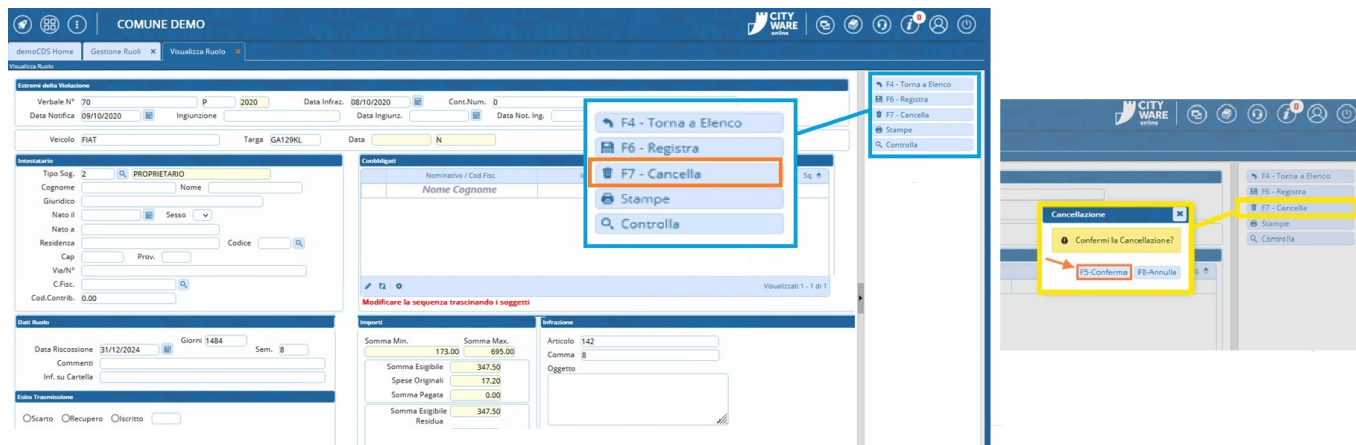 COMUNE DEMO
CITY WARE online
0
demoCDS Home Gestione Ruoli × Visualizza Ruolo ×
Visualizza Ruolo
Estremi della Violazione
Verbale N° 70 P 2020 Data Infraz. 08/10/2020 Cont.Num. 0
Data Notifica 09/10/2020 Ingiunzione Data Ingiunz. Data Not. Ing.
Veicolo FIAT Targa GA129KL Data N
Intestatario
Tipo Sog. 2 PROPRIETARIO
Cognome Nome
Giuridico
Nato il Sesso
Nato a
Residenza Codice
Cap Prov.
Via/N°
C.Fisc.
Cod.Contrib. 0.00
Coobbligati
Nominativo / Cod.Fisc. Sq.
Nome Cognome
Visualizzati 1 - 1 di 1
Modificare la sequenza trascinando i soggetti
Dati Ruolo
Data Riscossione 31/12/2024 Giorni 1484 Sem. 8
Commenti
Inf. su Cartella
Esito Trasmissione
Scarto Recupero Iscritto
Importi
Somma Min. Somma Max.
173.00 695.00
Somma Esigibile 347.50
Spese Originali 17.20
Somma Pagata 0.00
Somma Esigibile Residua 347.50
Infrazione
Articolo 142
Comma 8
Oggetto
F4 - Torna a Elenco
F6 - Registra
F7 - Cancella
Stampe
Controlla
F4 - Torna a Elenco
F6 - Registra
F7 - Cancella
Stampe
Controlla
CITY WARE online
0
F4 - Torna a Elenco
F6 - Registra
F7 - Cancella
Stampe
Controlla
Cancellazione ×
Confermi la Cancellazione?
F5-Conferma F8-Annulla